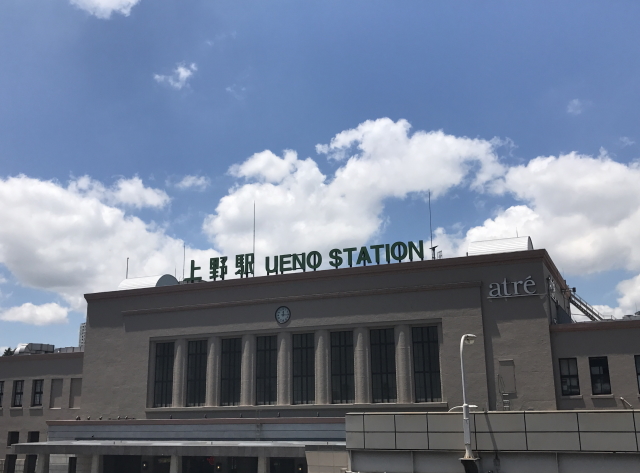 上野駅 UENO STATION
atré